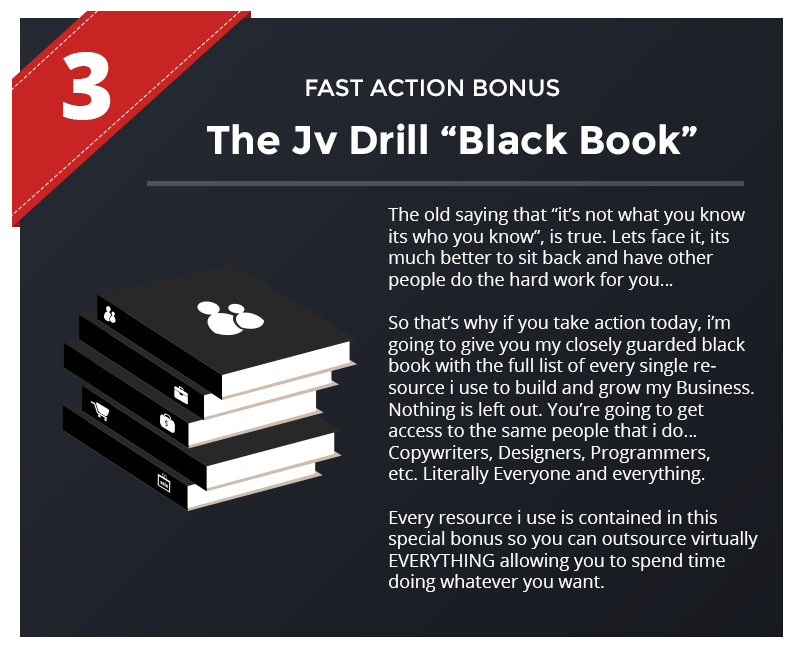 3
FAST ACTION BONUS
The Jv Drill “Black Book”
The old saying that “it’s not what you know
its who you know”, is true. Lets face it, its
much better to sit back and have other
people do the hard work for you...
So that’s why if you take action today, i’m
going to give you my closely guarded black
book with the full list of every single re-
source i use to build and grow my Business.
Nothing is left out. You’re going to get
access to the same people that i do...
Copywriters, Designers, Programmers,
etc. Literally Everyone and everything.
Every resource i use is contained in this
special bonus so you can outsource virtually
EVERYTHING allowing you to spend time
doing whatever you want.